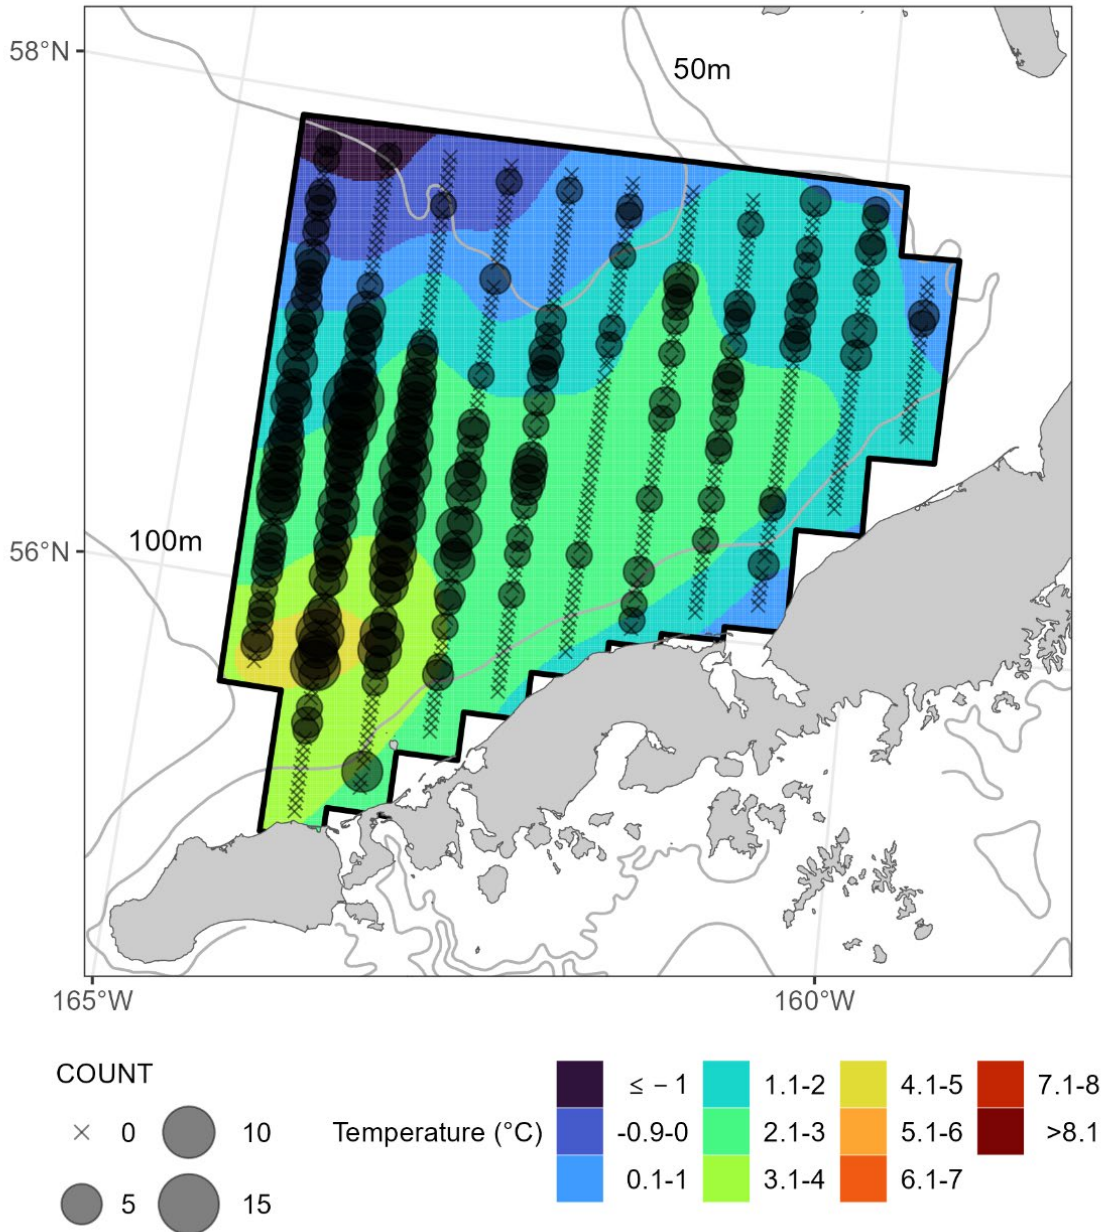 58°N
50m
100m
56°N
165°W
160°W
COUNT
0
10
5
15
Temperature (°C)
≤ − 1
-0.9-0
0.1-1
1.1-2
2.1-3
3.1-4
4.1-5
5.1-6
6.1-7
7.1-8
>8.1